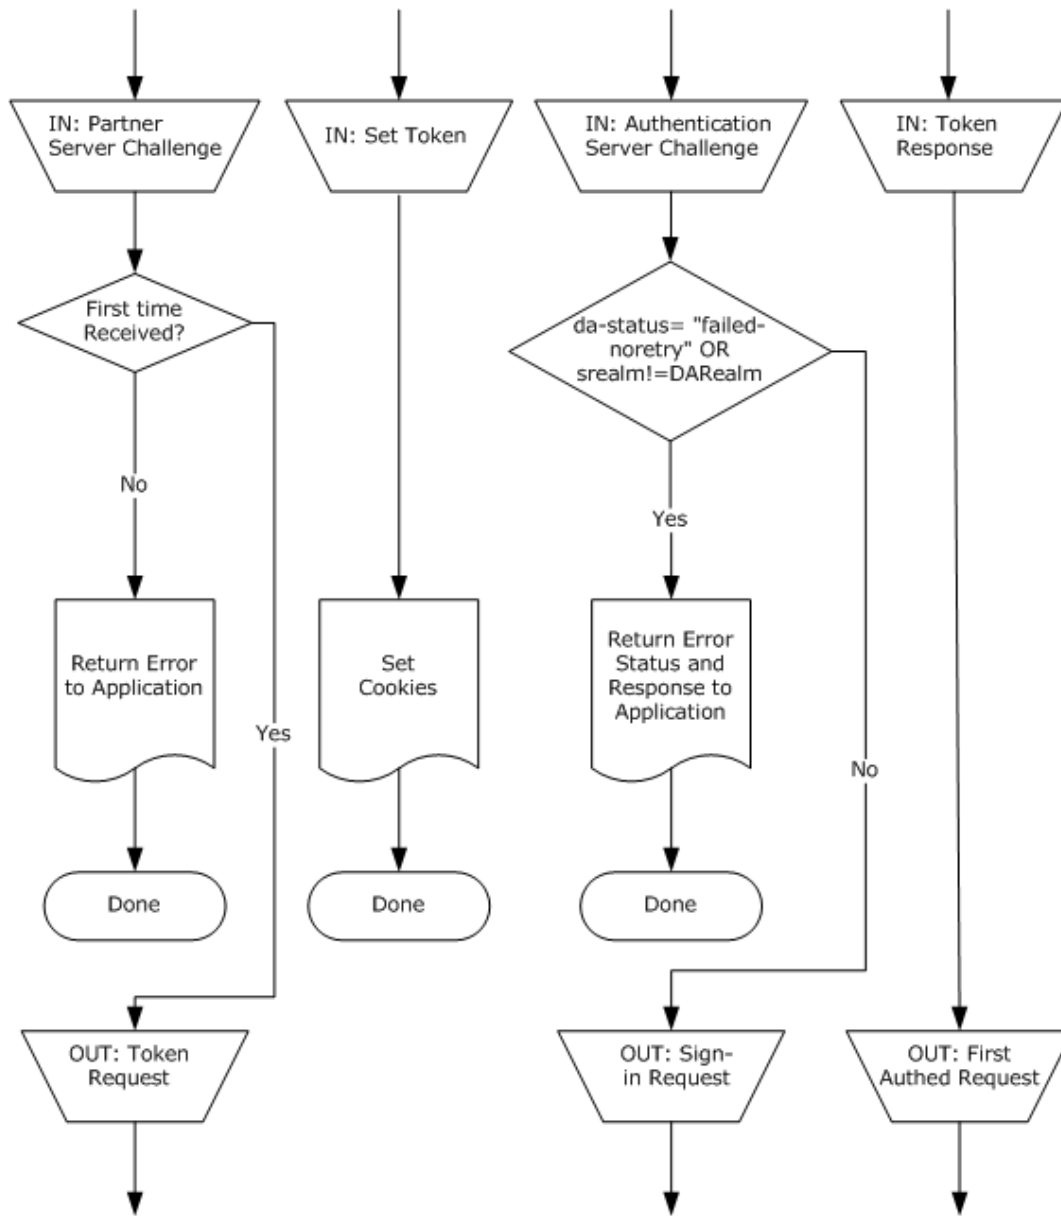 IN: Partner
Server Challenge
IN: Set Token
IN: Authentication
Server Challenge
IN: Token
Response
First time
Received?
da-status= "failed-
noretry" OR
srealm!=DARealm
No
Yes
Return Error
to Application
Set
Cookies
Return Error
Status and
Response to
Application
Yes
No
Done
Done
Done
OUT: Token
Request
OUT: Sign-
in Request
OUT: First
Authed Request